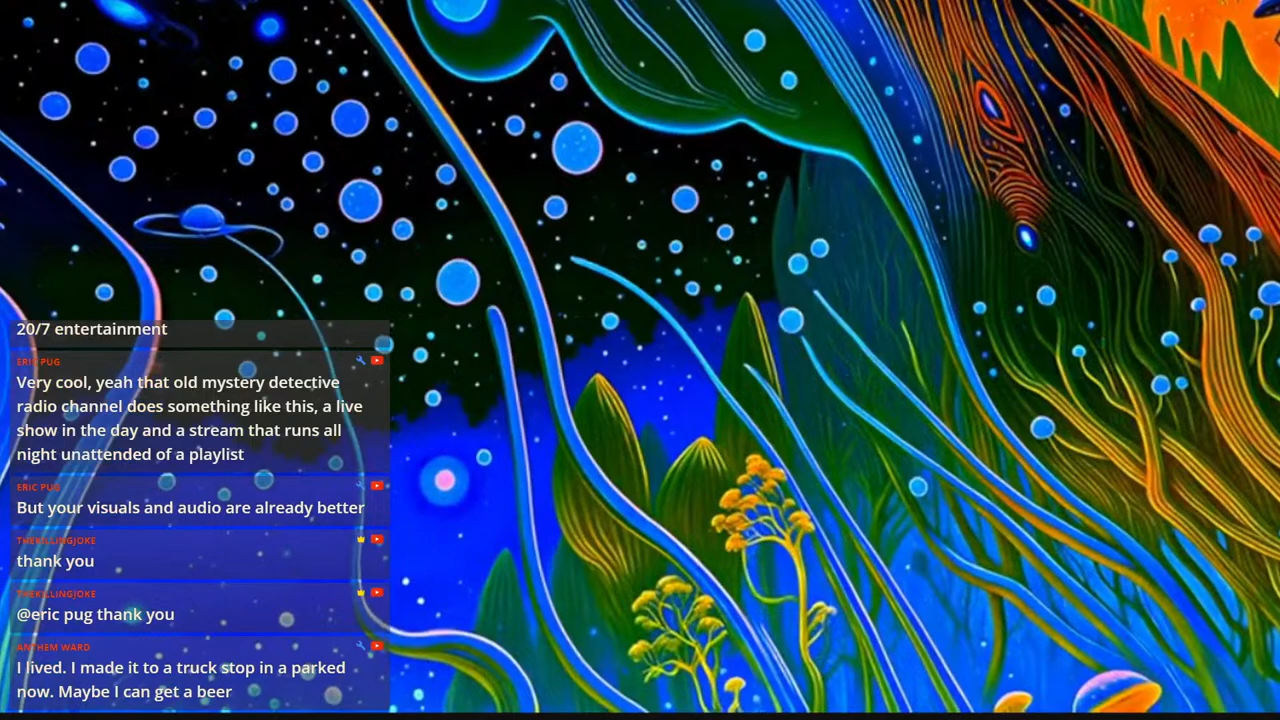 20/7 entertainment
ERIC PUG
Very cool, yeah that old mystery detective
radio channel does something like this, a live
show in the day and a stream that runs all
night unattended of a playlist
ERIC PUG
But your visuals and audio are already better
THEKILLINGJOKE
thank you
THEKILLINGJOKE
@eric pug thank you
ANTHEM WARD
I lived. I made it to a truck stop in a parked
now. Maybe I can get a beer